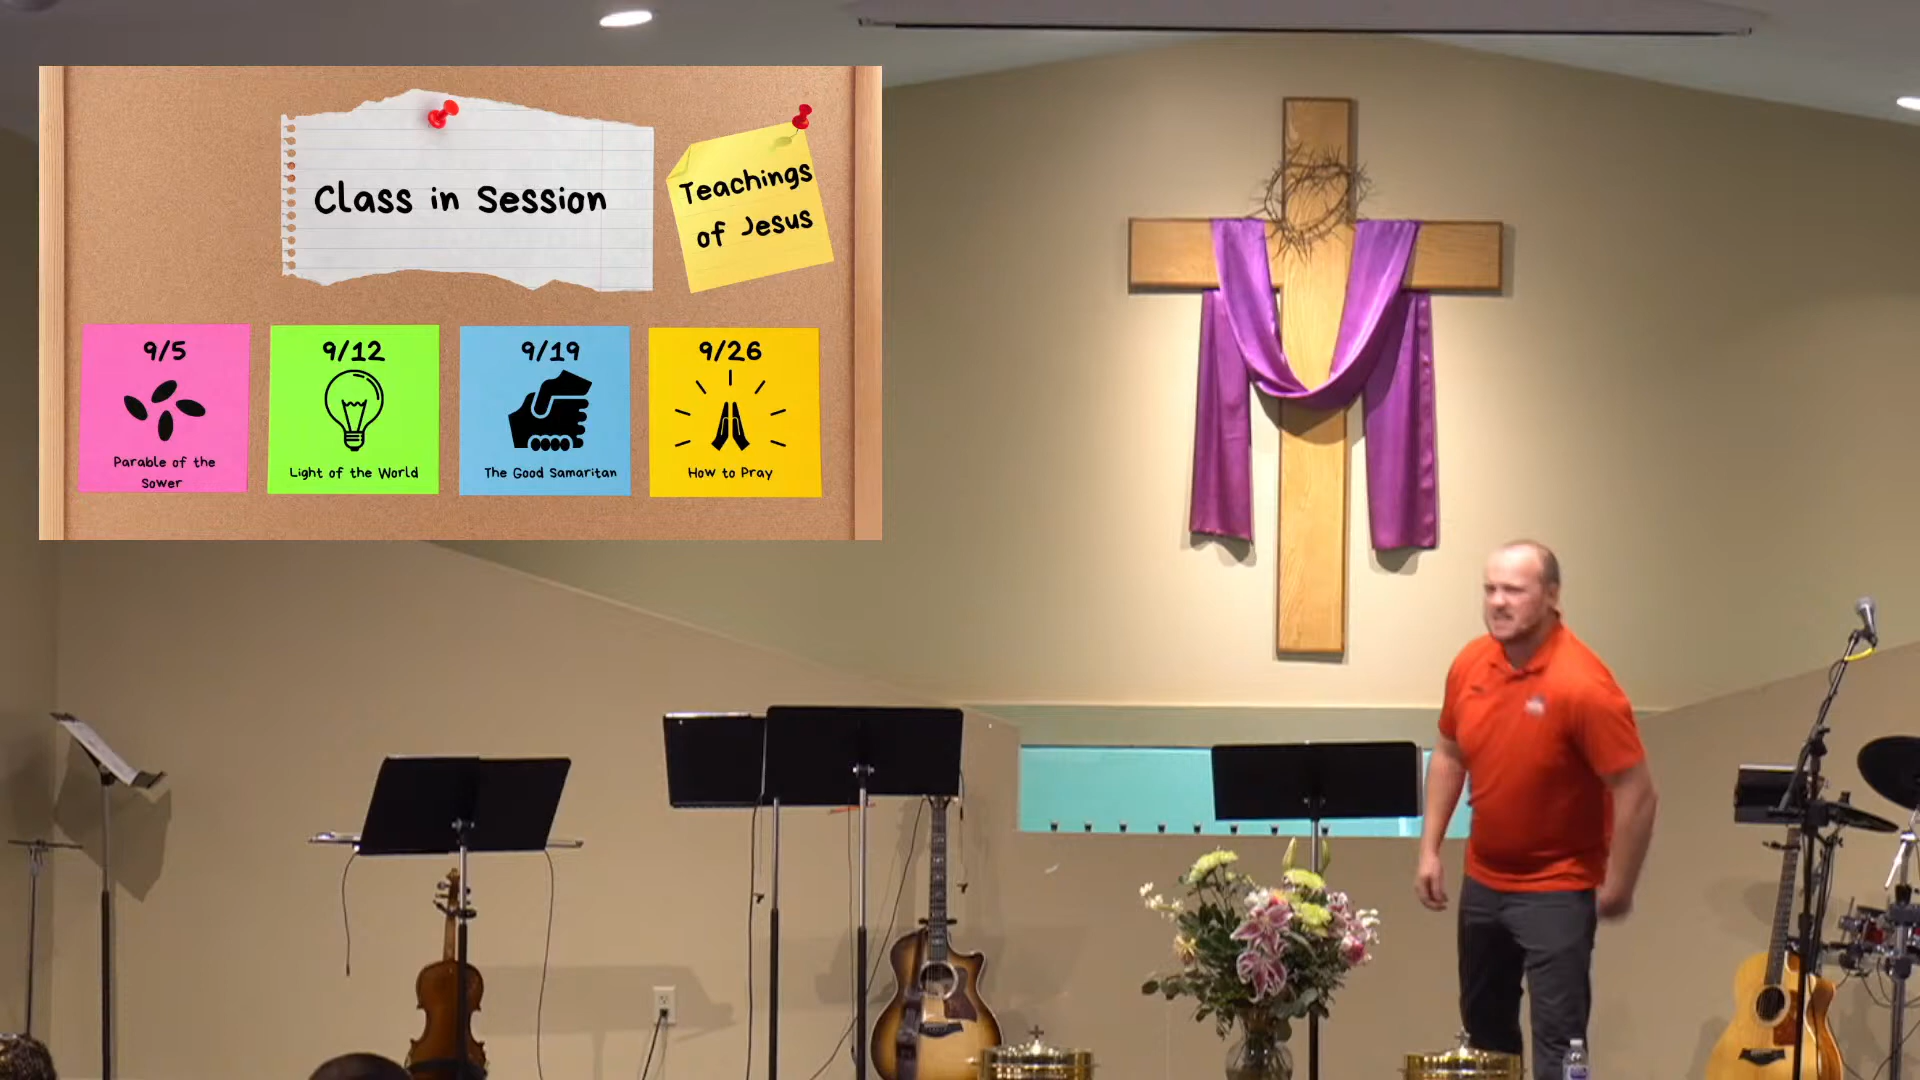 Class in Session
Teachings
of Jesus
9/5
Parable of the
Sower
9/12
Light of the World
9/19
The Good Samaritan
9/26
How to Pray